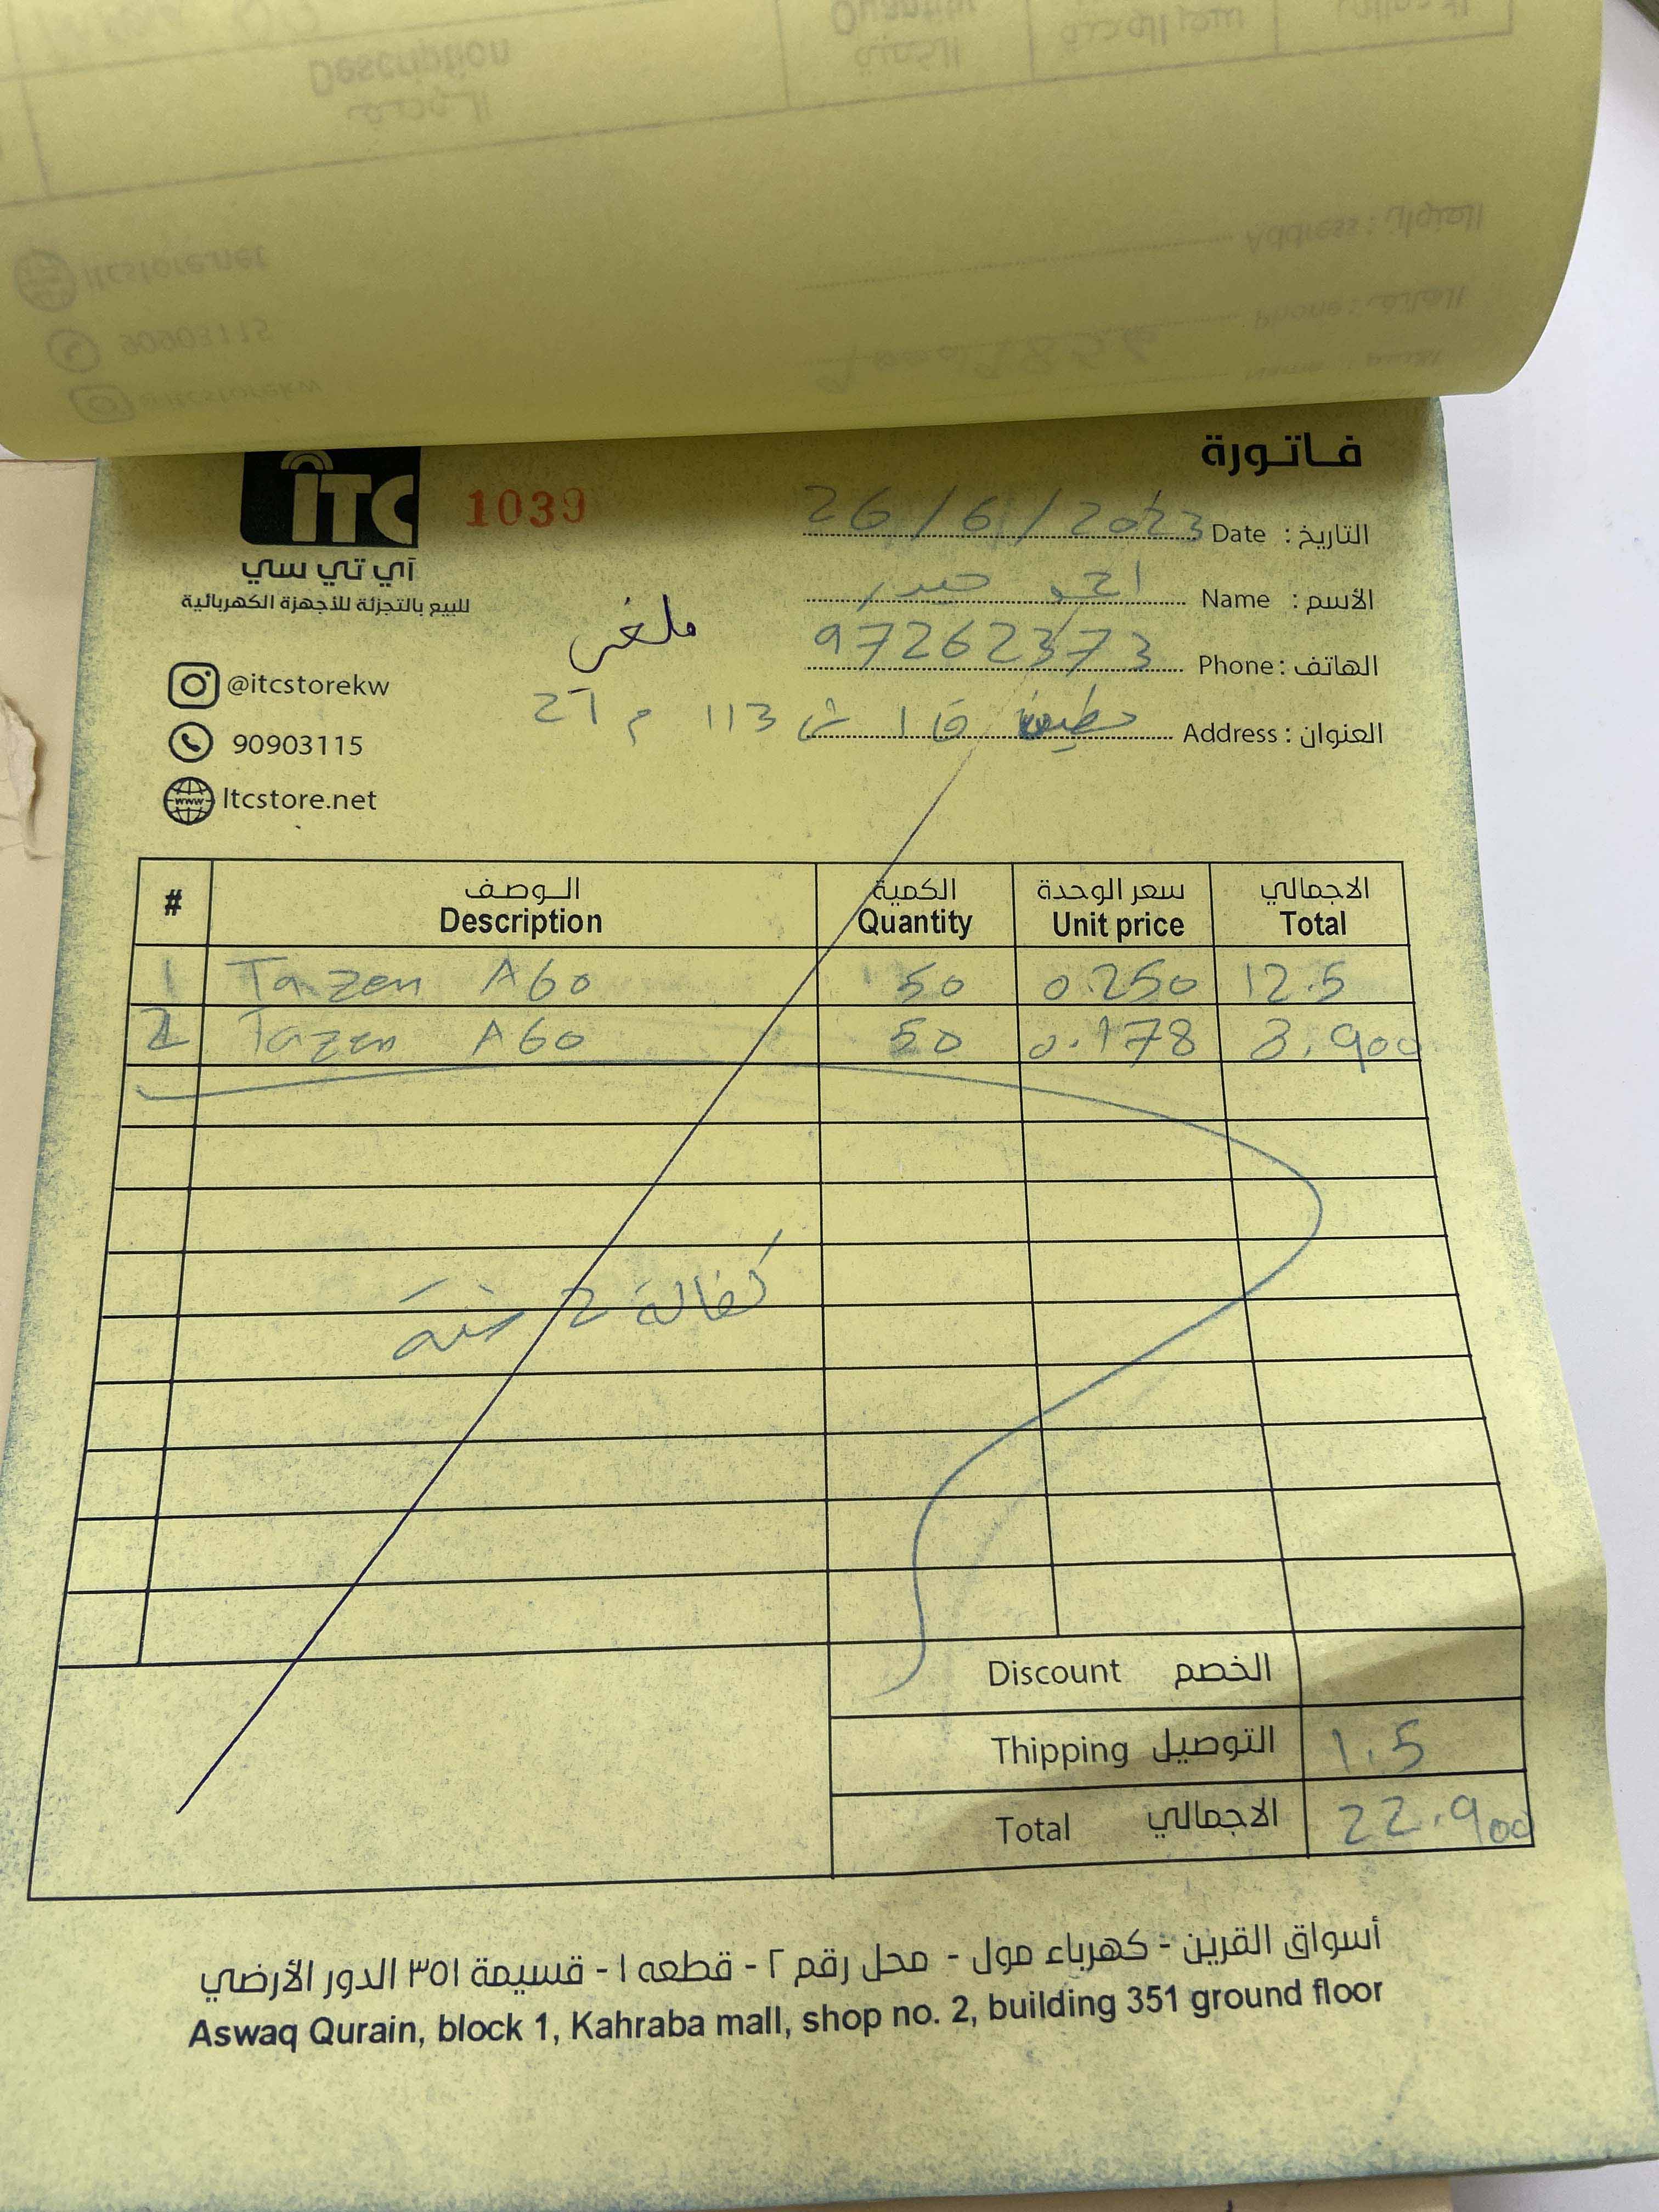 فاتورة
ITC
1039
آي تي سي
للبيع بالتجزئة للأجهزة الكهربائية
@itcstorekw
90903115
Itcstore.net
التاريخ : Date 26/6/2023
الأسم : Name احمد حيدر
الهاتف : Phone 97262373
ملغى
العنوان : Address حطين ق 1 ش 113 م 27
# الوصف الكمية سعر الوحدة الاجمالي
Description Quantity Unit price Total
1 Tazen A60 50 0.250 12.5
2 Tazen A60 50 0.178 8.900
كفالة 2 سنة
Discount الخصم
Thipping التوصيل 1.5
Total الاجمالي 22.900
أسواق القرين - كهرباء مول - محل رقم ٢ - قطعه ١ - قسيمة ٣٥١ الدور الأرضي
Aswaq Qurain, block 1, Kahraba mall, shop no. 2, building 351 ground floor